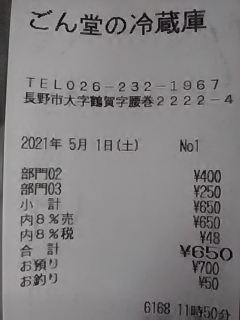 ごん堂の冷蔵庫
TEL026-232-1967
長野市大字鶴賀字腰巻2222-4
2021年 5月 1日(土) No1
部門02 ¥400
部門03 ¥250
小 計 ¥650
内8%売 ¥650
内8%税 ¥48
合 計 ¥650
お預り ¥700
お釣り ¥50
6168 11時50分